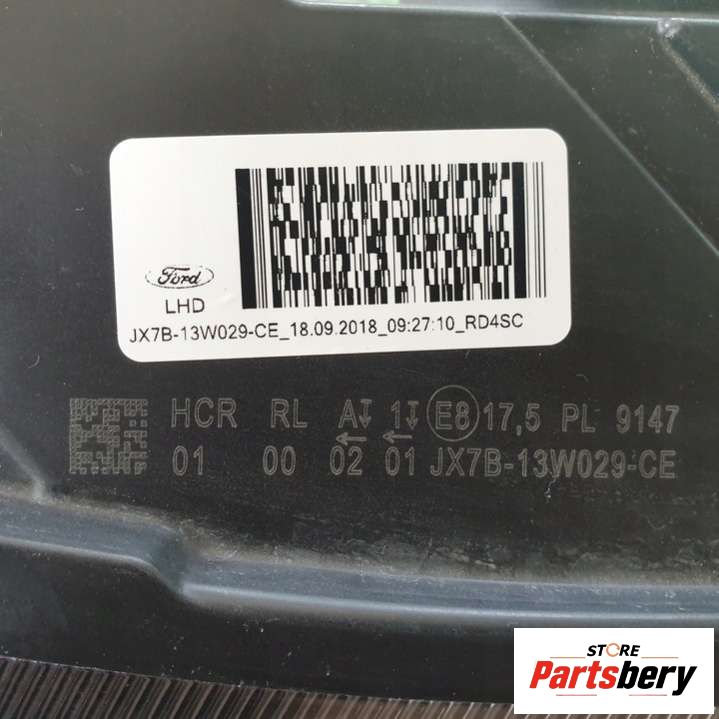 Ford
LHD
JX7B-13W029-CE_18.09.2018_09:27:10_RD4SC
HCR RL A 1 E8 17,5 PL 9147
01 00 02 01 JX7B-13W029-CE
STORE
Partsbery